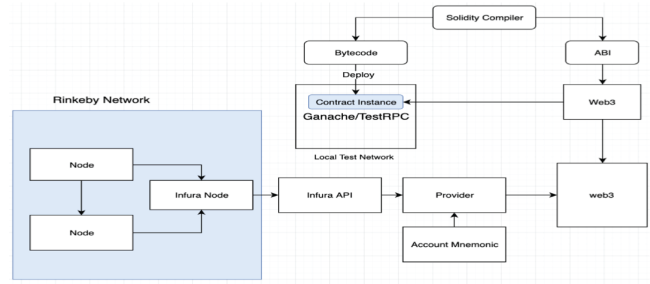 Solidity Compiler
Bytecode
ABI
Deploy
Contract Instance
Web3
Ganache/TestRPC
Rinkeby Network
Local Test Network
Node
Infura Node
Infura API
Provider
web3
Node
Account Mnemonic